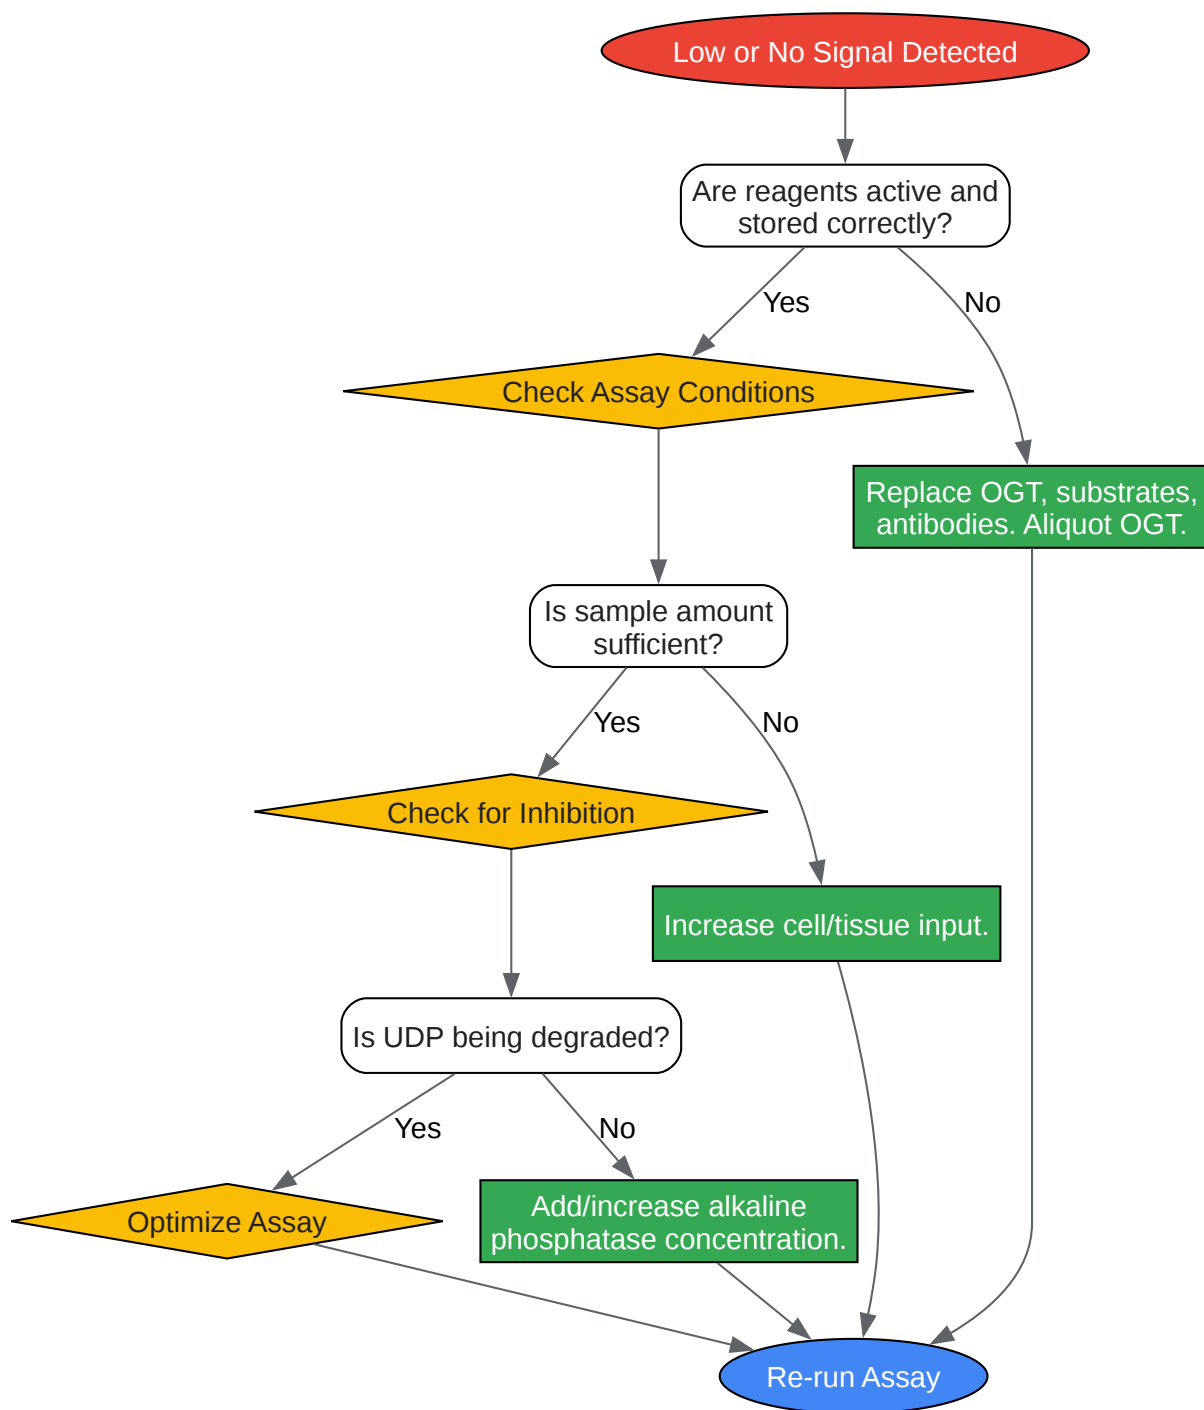 Low or No Signal Detected
Are reagents active and
stored correctly?
Yes
No
Check Assay Conditions
Replace OGT, substrates,
antibodies. Aliquot OGT.
Is sample amount
sufficient?
Yes
No
Check for Inhibition
Increase cell/tissue input.
Is UDP being degraded?
Yes
No
Optimize Assay
Add/increase alkaline
phosphatase concentration.
Re-run Assay